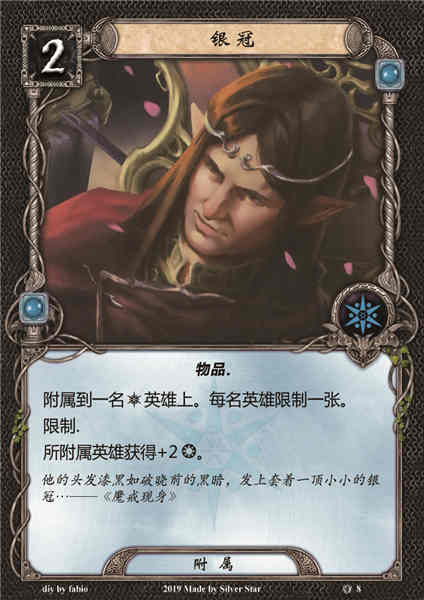 2
银冠
物品.
附属到一名英雄上。每名英雄限制一张。
限制.
所附属英雄获得+2
他的头发漆黑如破晓前的黑暗，发上套着一顶小小的银
冠…——《魔戒现身》
附属
diy by fabio
2019 Made by Silver Star
8